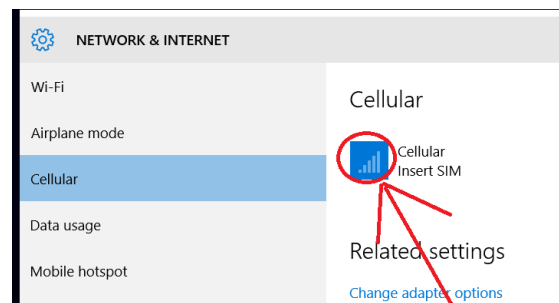 NETWORK & INTERNET
Wi-Fi
Airplane mode
Cellular
Data usage
Mobile hotspot
Cellular
Cellular
Insert SIM
Related settings
Change adapter options